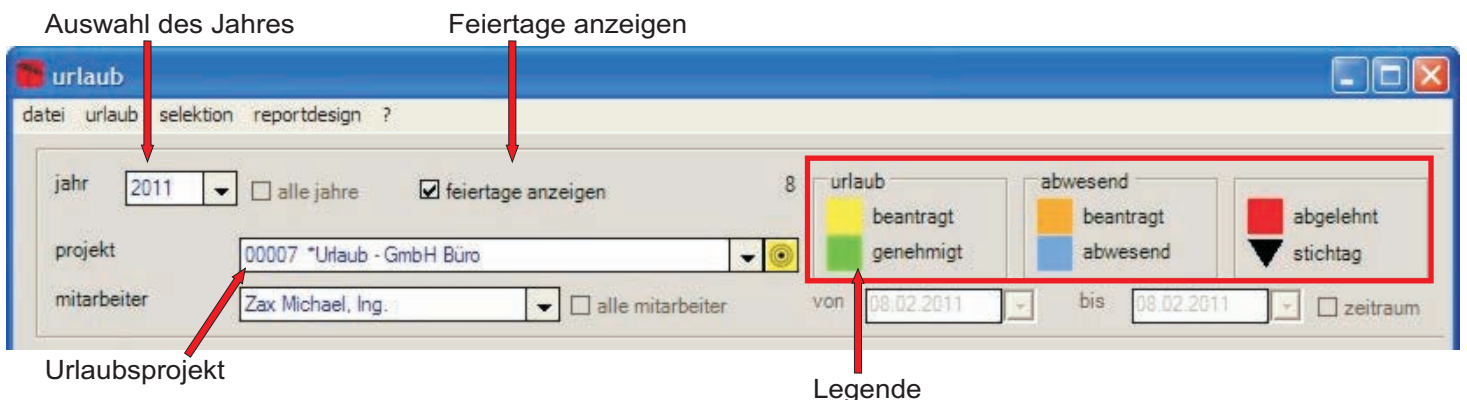 Auswahl des Jahres Feiertage anzeigen
urlaub
datei urlaub selektion reportdesign ?
jahr 2011 alle jahre feiertage anzeigen 8 urlaub abwesend
beantragt beantragt abgelehnt
projekt 00007 *Urlaub - GmbH Büro genehmigt abwesend stichtag
mitarbeiter Zax Michael, Ing. alle mitarbeiter von 08.02.2011 bis 08.02.2011 zeitraum
Urlaubsprojekt
Legende